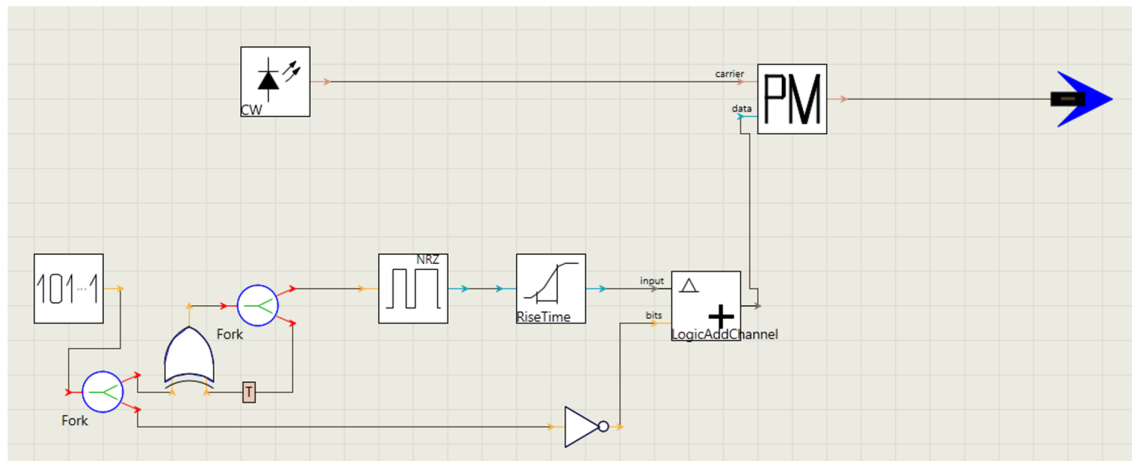 CW
carrier
data
PM
101...1
NRZ
RiseTime
input
bits
LogicAddChannel
Fork
T
Fork